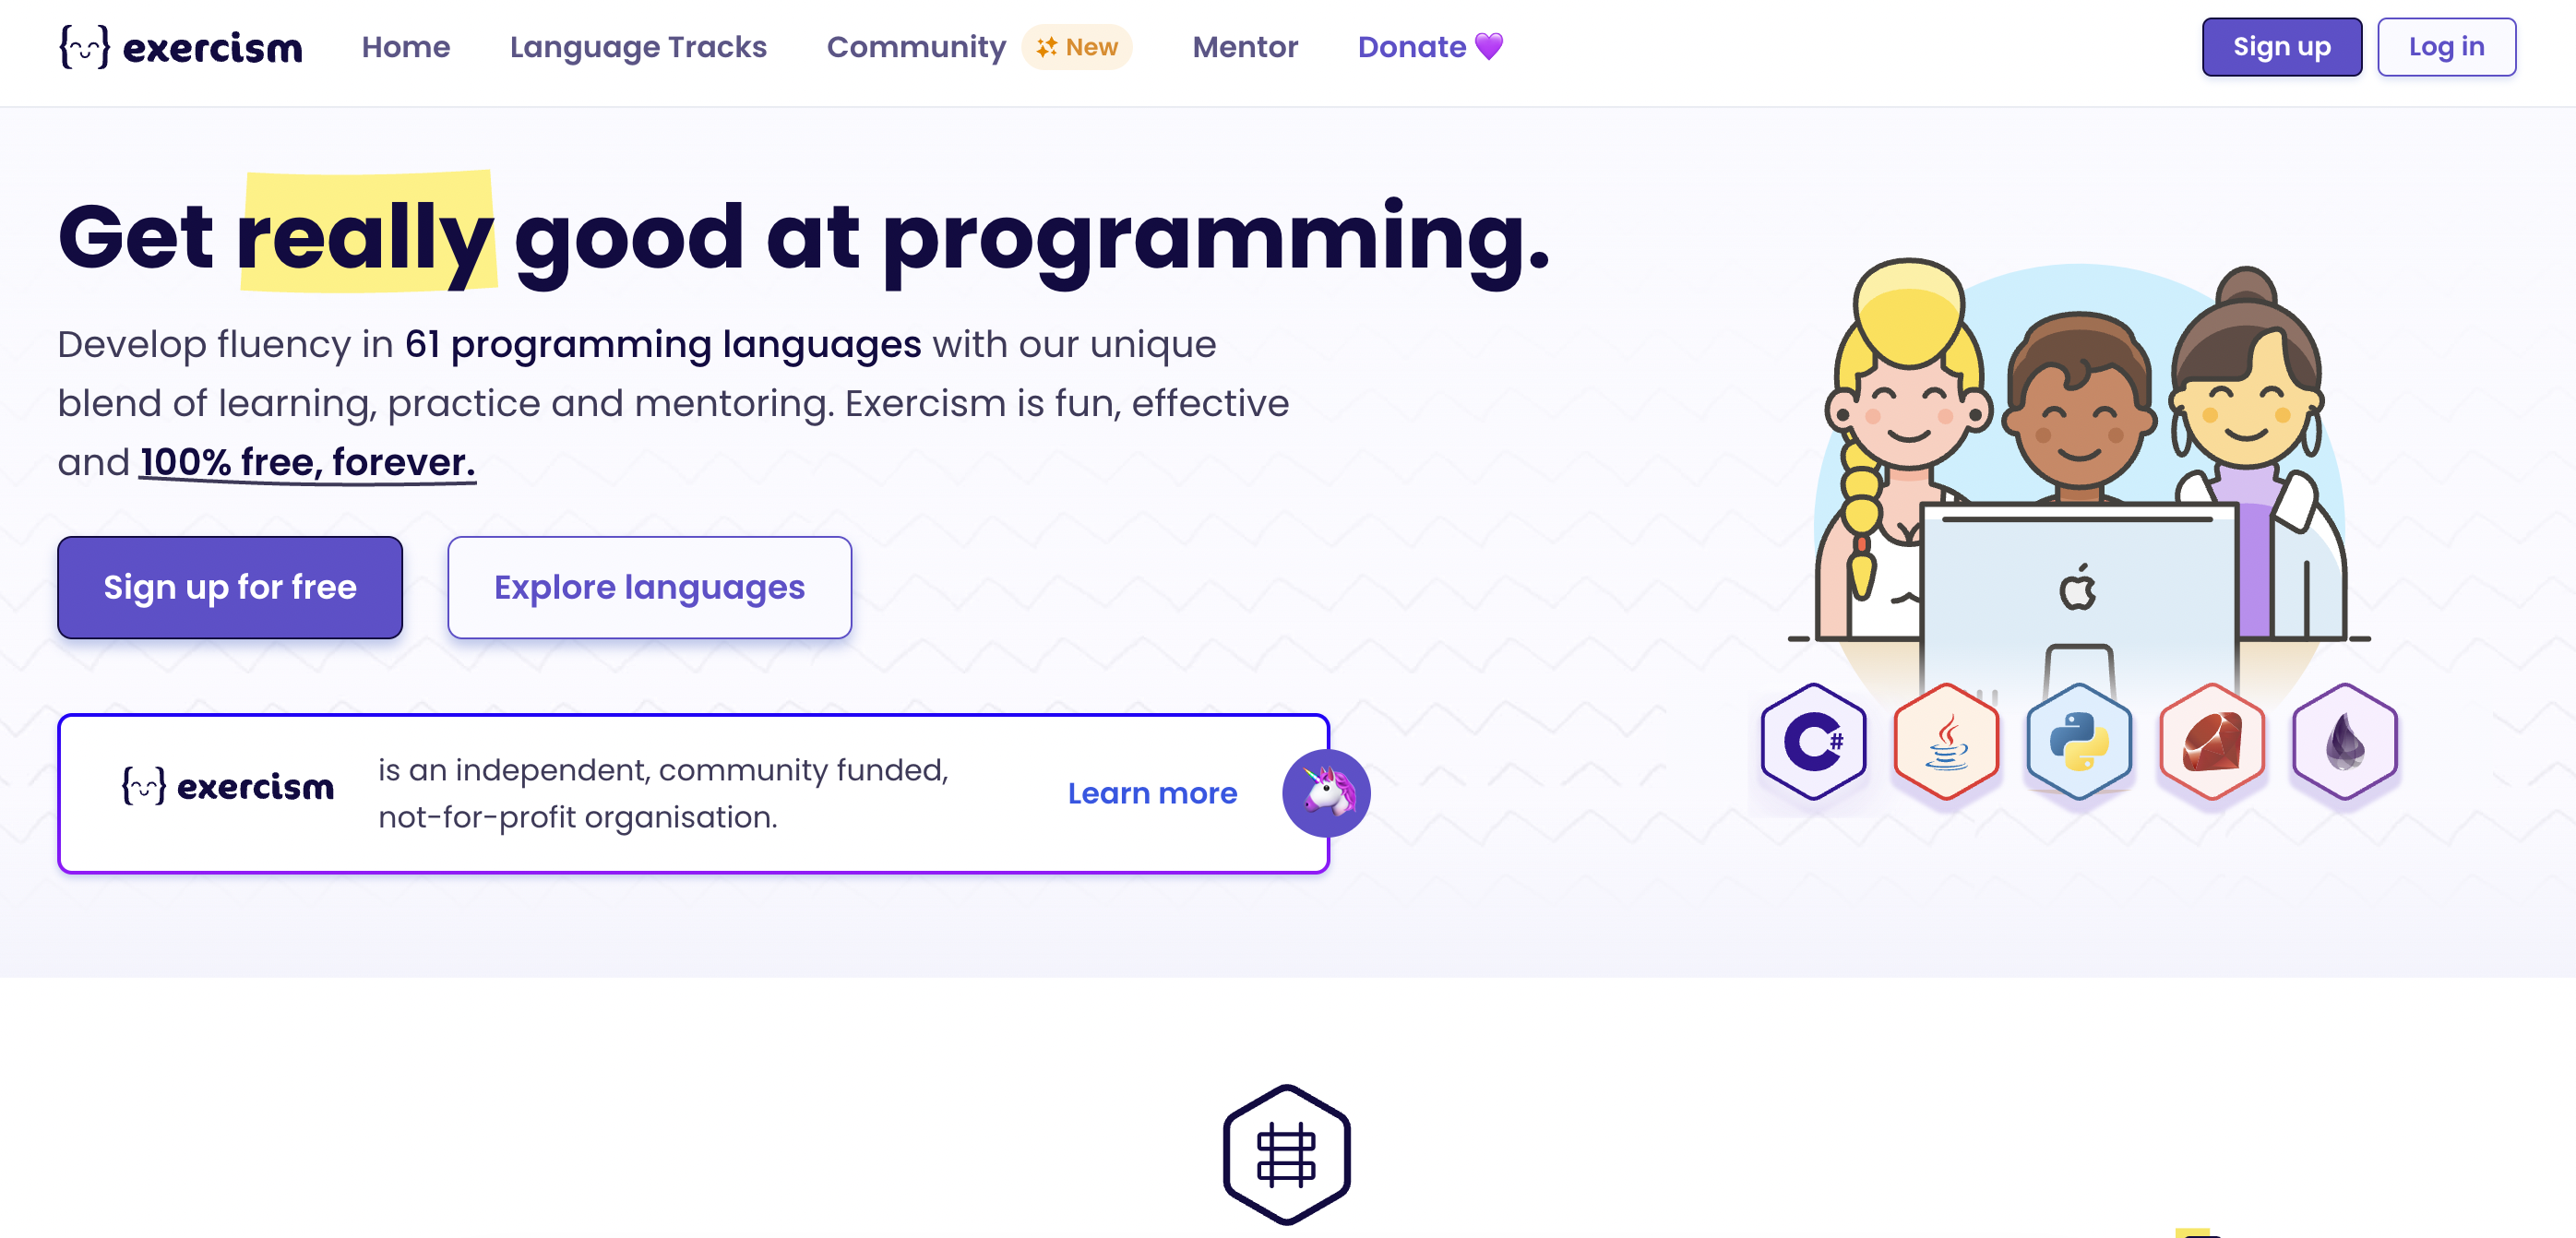 exercism
Home
Language Tracks
Community
New
Mentor
Donate 💜
Sign up
Log in
Get really good at programming.
Develop fluency in 61 programming languages with our unique
blend of learning, practice and mentoring. Exercism is fun, effective
and 100% free, forever.
Sign up for free
Explore languages
exercism
is an independent, community funded,
not-for-profit organisation.
Learn more
C#